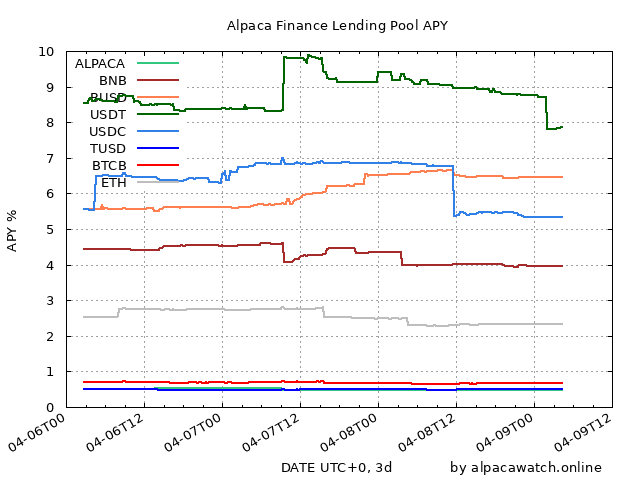 Alpaca Finance Lending Pool APY
APY %
10
9
8
7
6
5
4
3
2
1
0
ALPACA
BNB
BUSD
USDT
USDC
TUSD
BTCB
ETH
04-06T00
04-06T12
04-07T00
04-07T12
04-08T00
04-08T12
04-09T00
04-09T12
DATE UTC+0, 3d
by alpacawatch.online